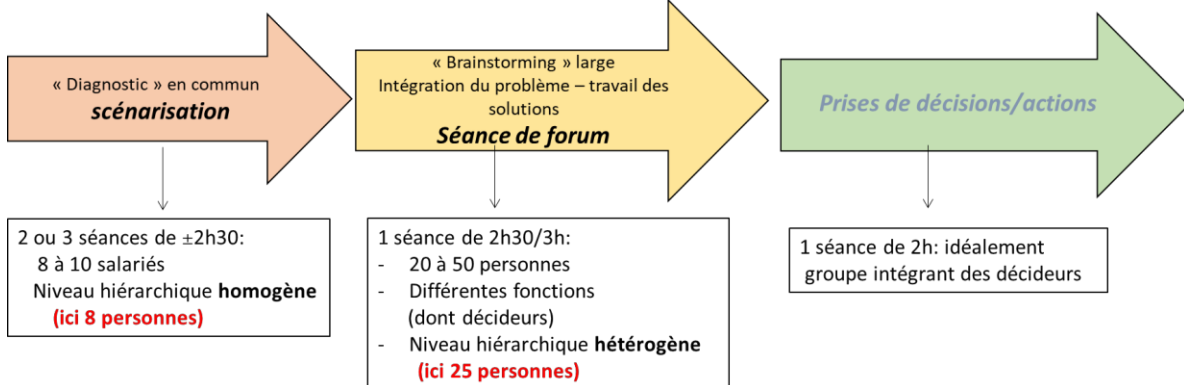 « Diagnostic » en commun
scénarisation
« Brainstorming » large
Intégration du problème – travail des
solutions
Séance de forum
Prises de décisions/actions
2 ou 3 séances de ±2h30:
8 à 10 salariés
Niveau hiérarchique homogène
(ici 8 personnes)
1 séance de 2h30/3h:
- 20 à 50 personnes
- Différentes fonctions
(dont décideurs)
- Niveau hiérarchique hétérogène
(ici 25 personnes)
1 séance de 2h: idéalement
groupe intégrant des décideurs